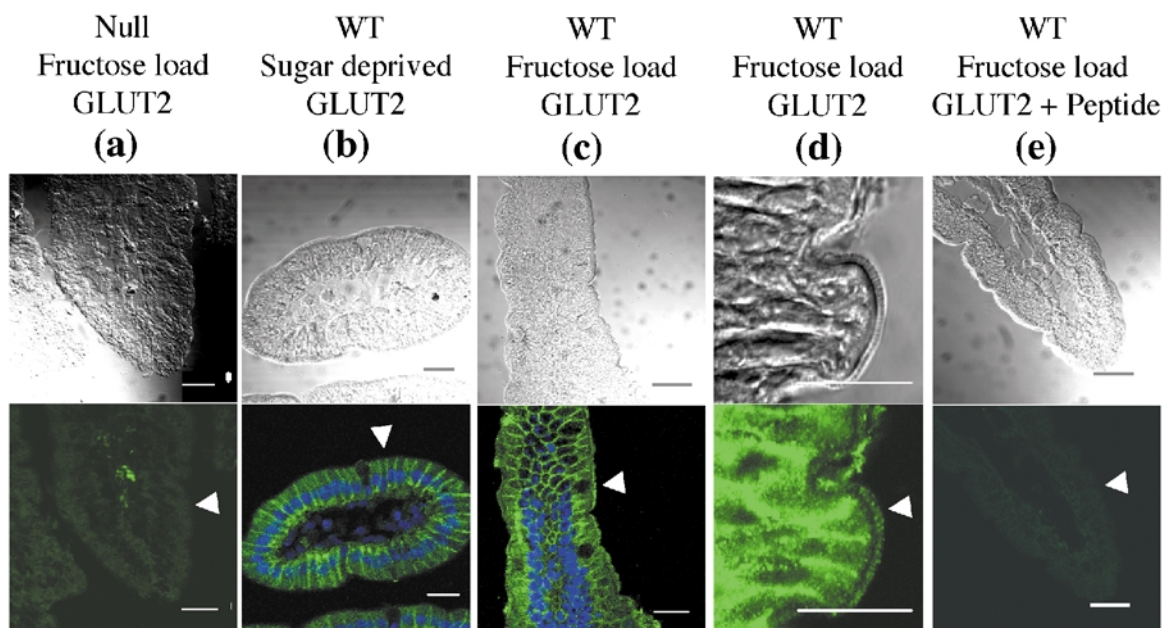 Null
Fructose load
GLUT2
(a)
WT
Sugar deprived
GLUT2
(b)
WT
Fructose load
GLUT2
(c)
WT
Fructose load
GLUT2
(d)
WT
Fructose load
GLUT2 + Peptide
(e)